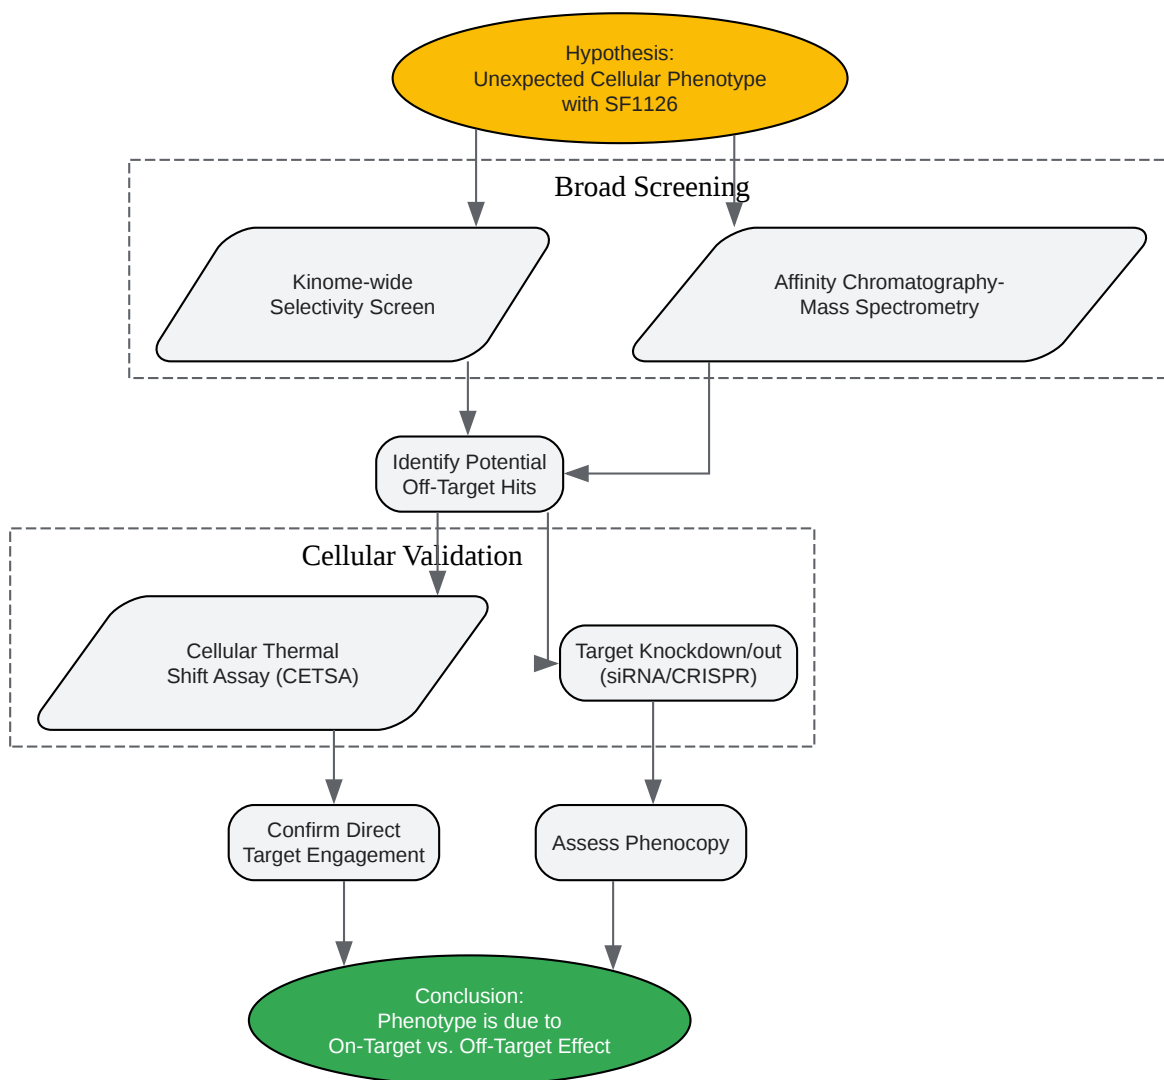 Hypothesis:
Unexpected Cellular Phenotype
with SF1126
Broad Screening
Kinome-wide
Selectivity Screen
Affinity Chromatography-
Mass Spectrometry
Identify Potential
Off-Target Hits
Cellular Validation
Cellular Thermal
Shift Assay (CETSA)
Target Knockdown/out
(siRNA/CRISPR)
Confirm Direct
Target Engagement
Assess Phenocopy
Conclusion:
Phenotype is due to
On-Target vs. Off-Target Effect